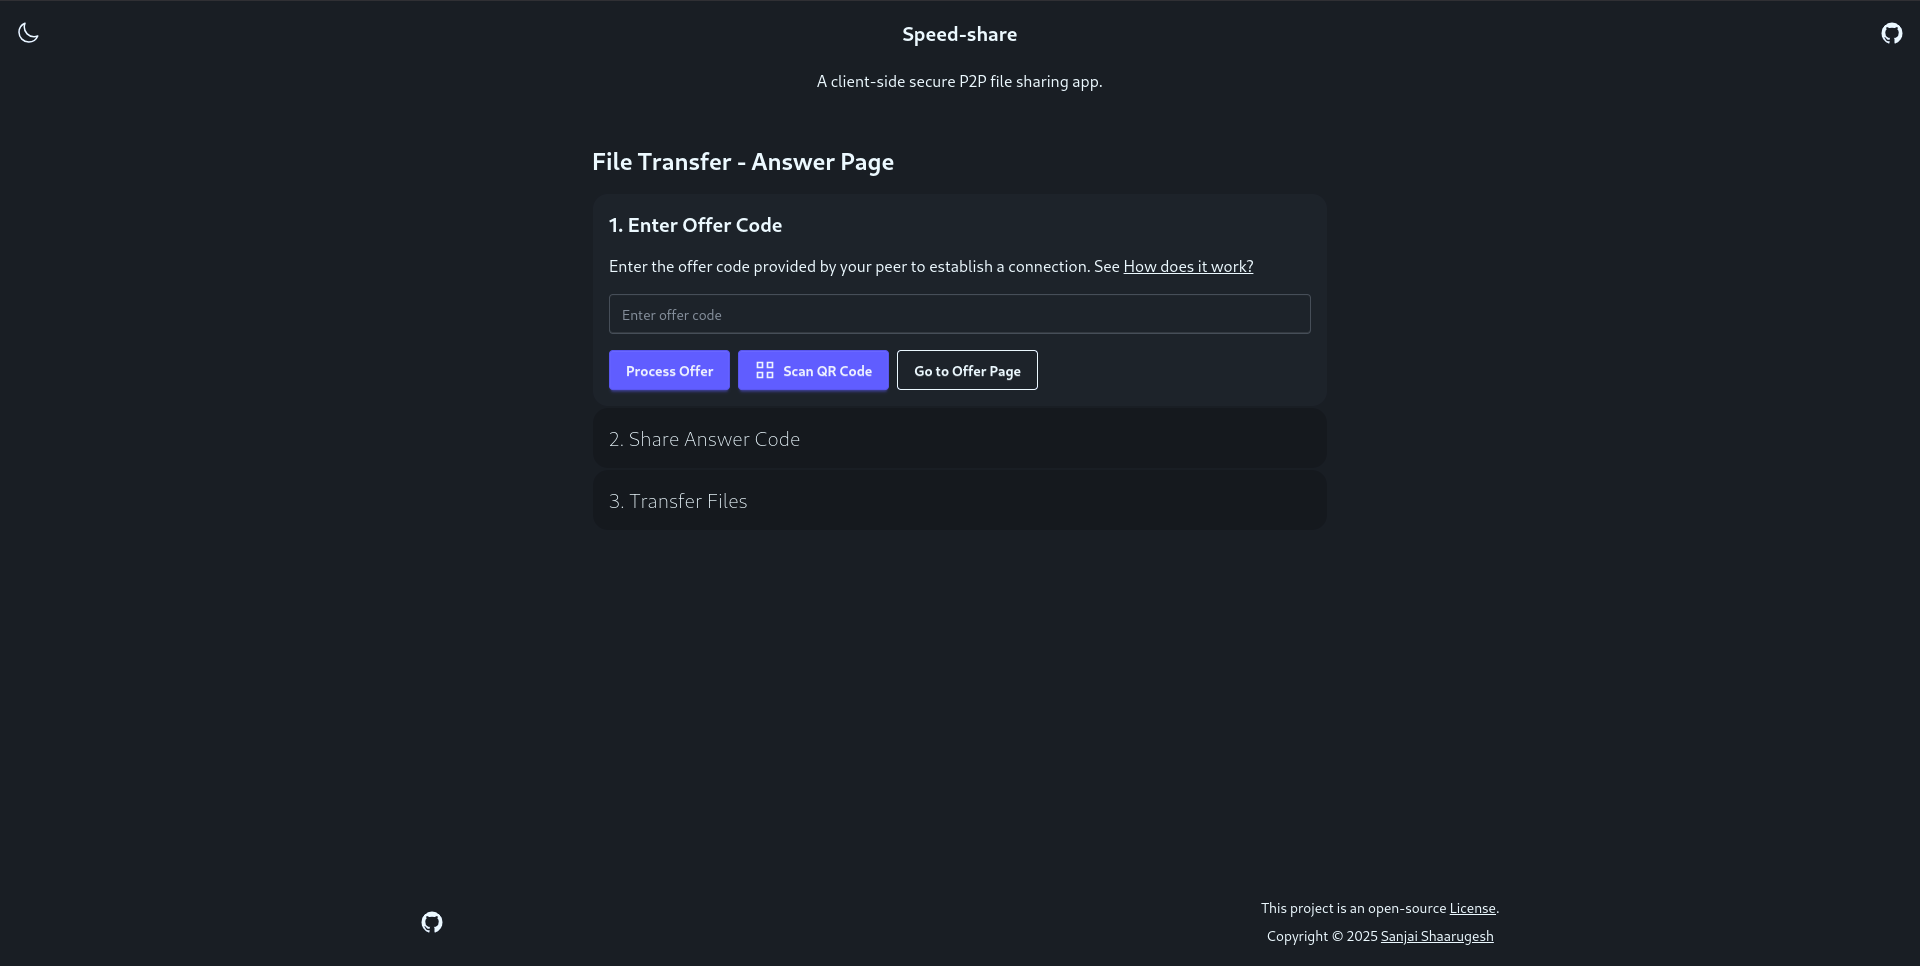 Speed-share
A client-side secure P2P file sharing app.
File Transfer - Answer Page
1. Enter Offer Code
Enter the offer code provided by your peer to establish a connection. See How does it work?
Enter offer code
Process Offer
Scan QR Code
Go to Offer Page
2. Share Answer Code
3. Transfer Files
This project is an open-source License.
Copyright © 2025 Sanjai Shaarugesh